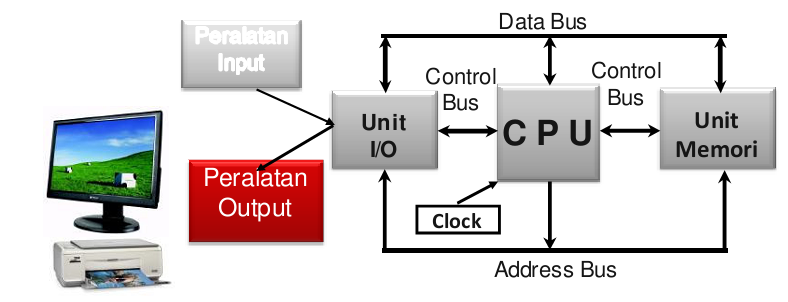 Data Bus
Peralatan
Input
Control
Bus
Control
Bus
Unit
I/O
C P U
Unit
Memori
Peralatan
Output
Clock
Address Bus